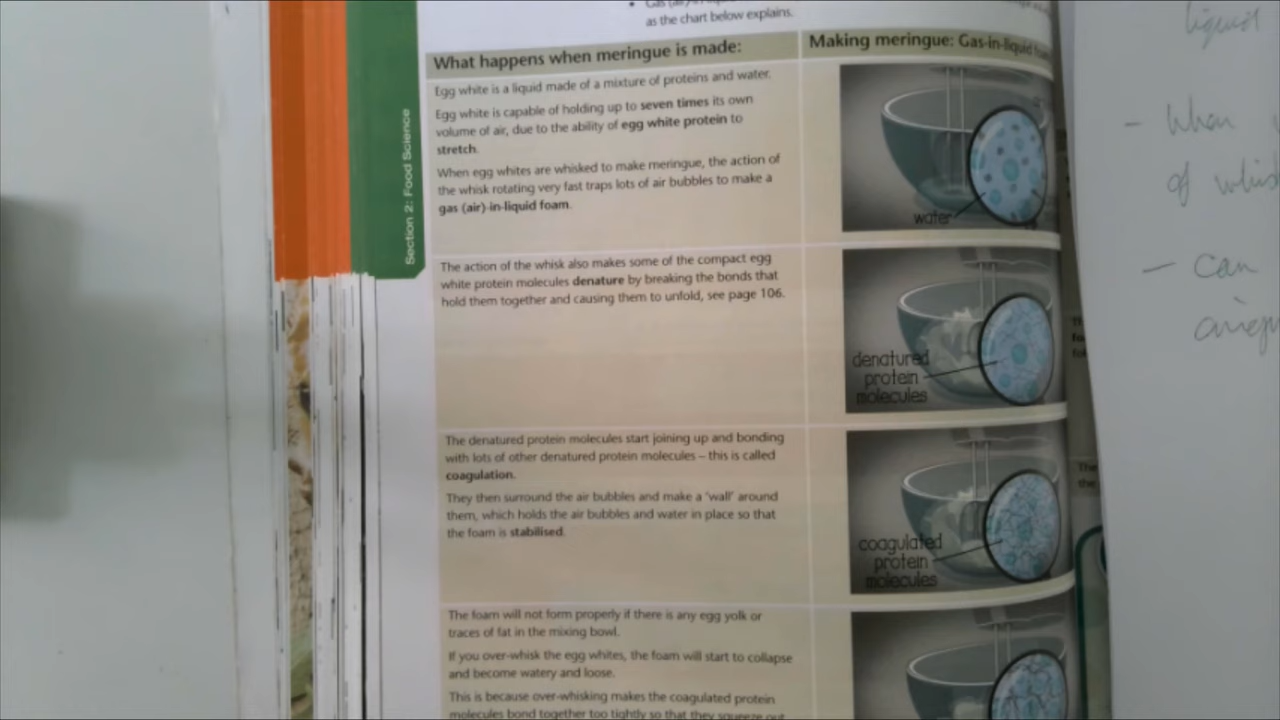 as the chart below explains.
What happens when meringue is made:
Making meringue: Gas-in-liquid
Section 2: Food Science
Egg white is a liquid made of a mixture of proteins and water.
Egg white is capable of holding up to seven times its own
volume of air, due to the ability of egg white protein to
stretch.
When egg whites are whisked to make meringue, the action of
the whisk rotating very fast traps lots of air bubbles to make a
gas (air)-in-liquid foam.
water
The action of the whisk also makes some of the compact egg
white protein molecules denature by breaking the bonds that
hold them together and causing them to unfold, see page 106.
denatured
protein
molecules
The denatured protein molecules start joining up and bonding
with lots of other denatured protein molecules – this is called
coagulation.
They then surround the air bubbles and make a 'wall' around
them, which holds the air bubbles and water in place so that
the foam is stabilised.
coagulated
protein
molecules
The foam will not form properly if there is any egg yolk or
traces of fat in the mixing bowl.
If you over-whisk the egg whites, the foam will start to collapse
and become watery and loose.
This is because over-whisking makes the coagulated protein
molecules bond together too tightly so that they squeeze out
liquid
- When
of
- can